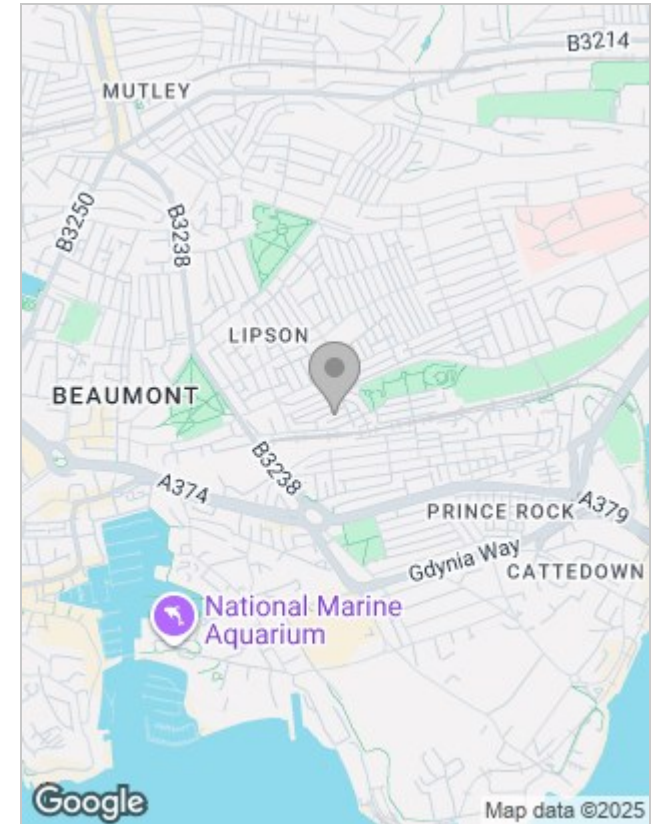 B3214
MUTLEY
B3250
B3238
LIPSON
BEAUMONT
B3238
A374
PRINCE ROCK
A379
Gdynia Way
CATTEDOWN
National Marine
Aquarium
Google
Map data ©2025